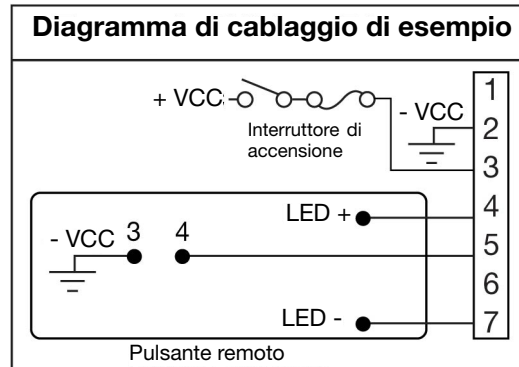 Diagramma di cablaggio di esempio
+ VCC
Interruttore di
accensione
- VCC
1
2
3
4
5
6
7
LED +
- VCC 3 4
LED -
Pulsante remoto